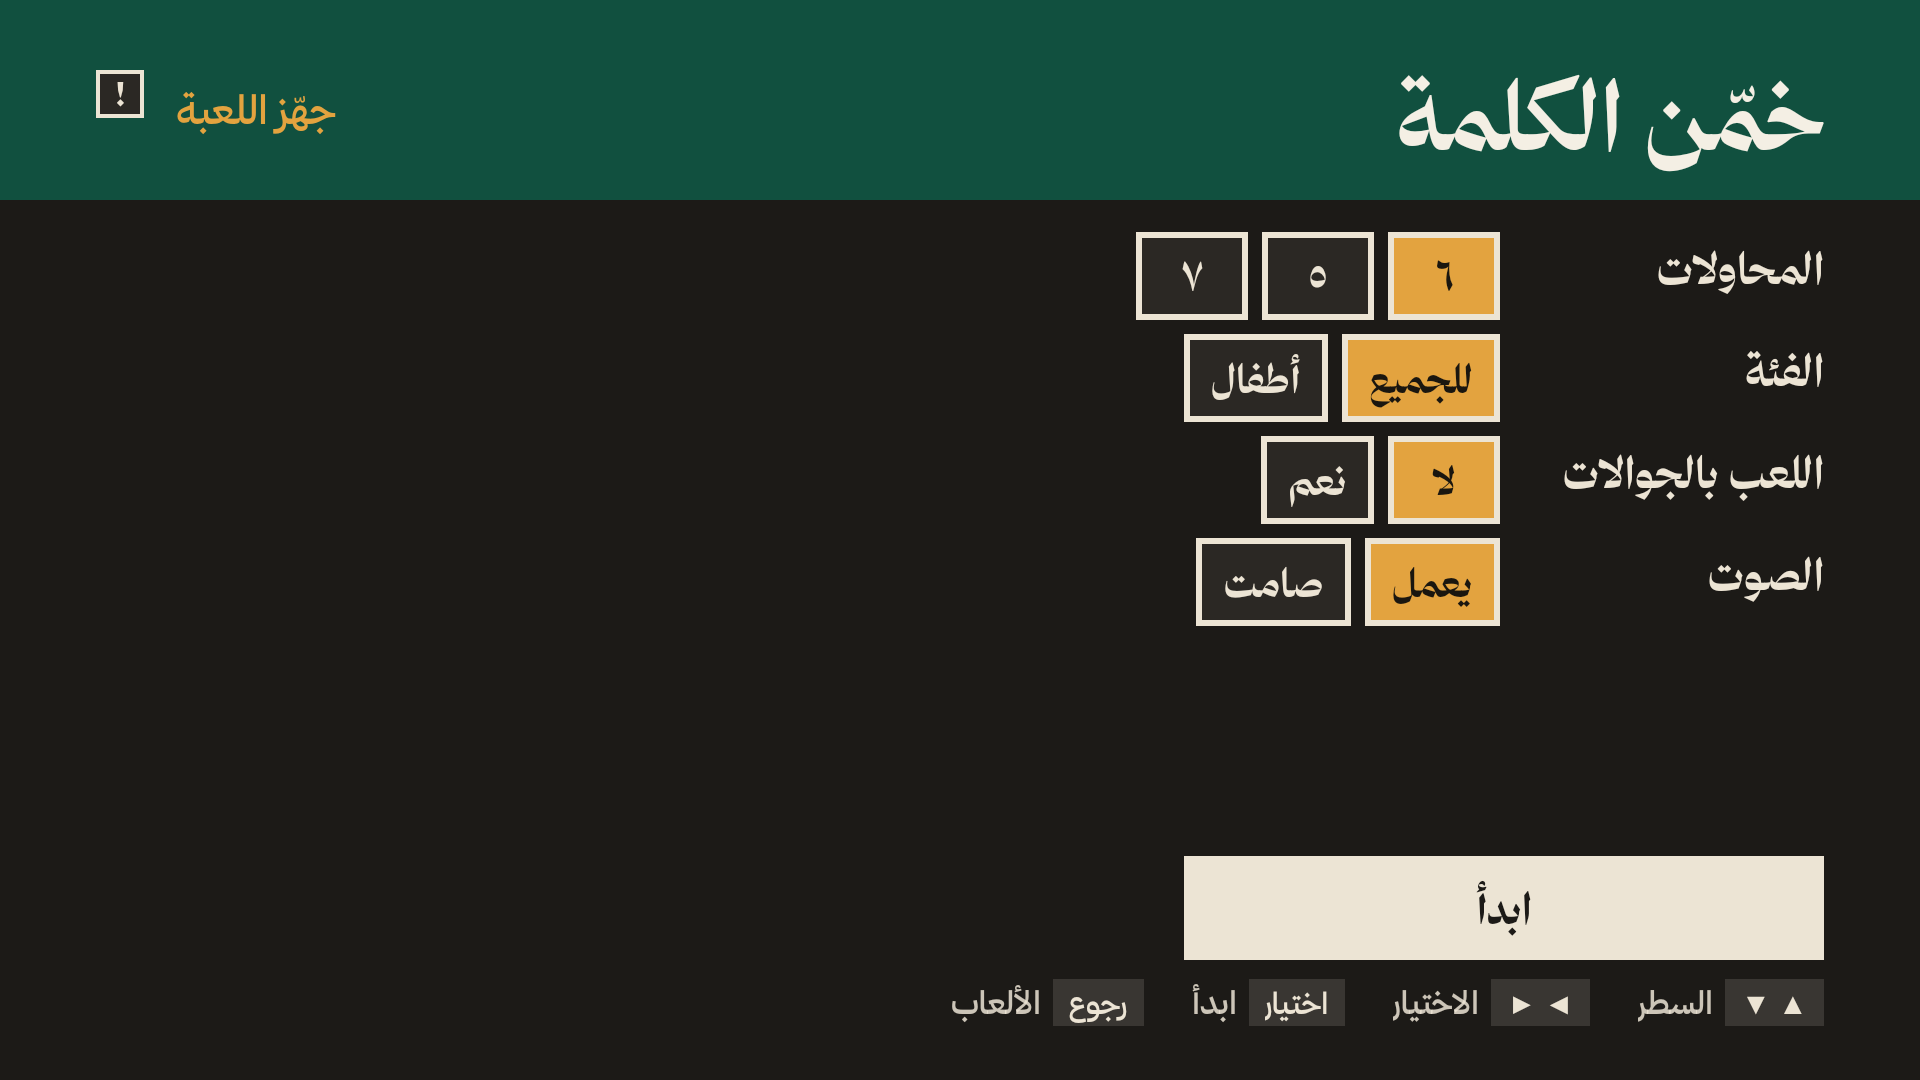 خمّن الكلمة
جهّز اللعبة !
المحاولات ٦ ٥ ٧
الفئة للجميع أطفال
اللعب بالجوالات لا نعم
الصوت يعمل صامت
ابدأ
▲ ▼ السطر ◄ ► الاختيار اختيار ابدأ رجوع الألعاب